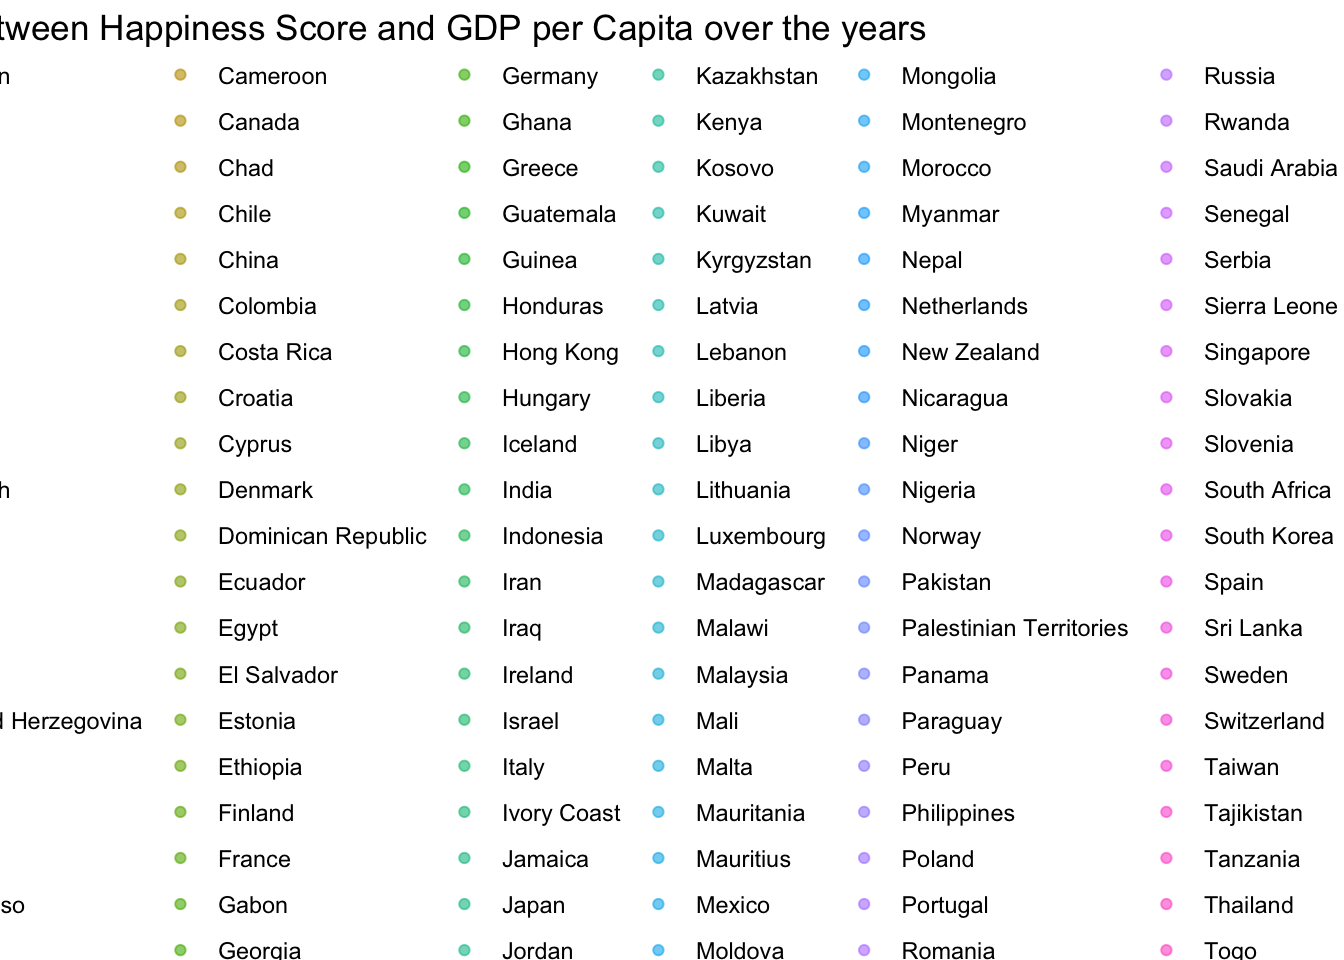 tween Happiness Score and GDP per Capita over the years
n Cameroon Germany Kazakhstan Mongolia Russia
Canada Ghana Kenya Montenegro Rwanda
Chad Greece Kosovo Morocco Saudi Arabia
Chile Guatemala Kuwait Myanmar Senegal
China Guinea Kyrgyzstan Nepal Serbia
Colombia Honduras Latvia Netherlands Sierra Leone
Costa Rica Hong Kong Lebanon New Zealand Singapore
Croatia Hungary Liberia Nicaragua Slovakia
Cyprus Iceland Libya Niger Slovenia
h Denmark India Lithuania Nigeria South Africa
Dominican Republic Indonesia Luxembourg Norway South Korea
Ecuador Iran Madagascar Pakistan Spain
Egypt Iraq Malawi Palestinian Territories Sri Lanka
El Salvador Ireland Malaysia Panama Sweden
d Herzegovina Estonia Israel Mali Paraguay Switzerland
Ethiopia Italy Malta Peru Taiwan
Finland Ivory Coast Mauritania Philippines Tajikistan
France Jamaica Mauritius Poland Tanzania
so Gabon Japan Mexico Portugal Thailand
Georgia Jordan Moldova Romania Togo